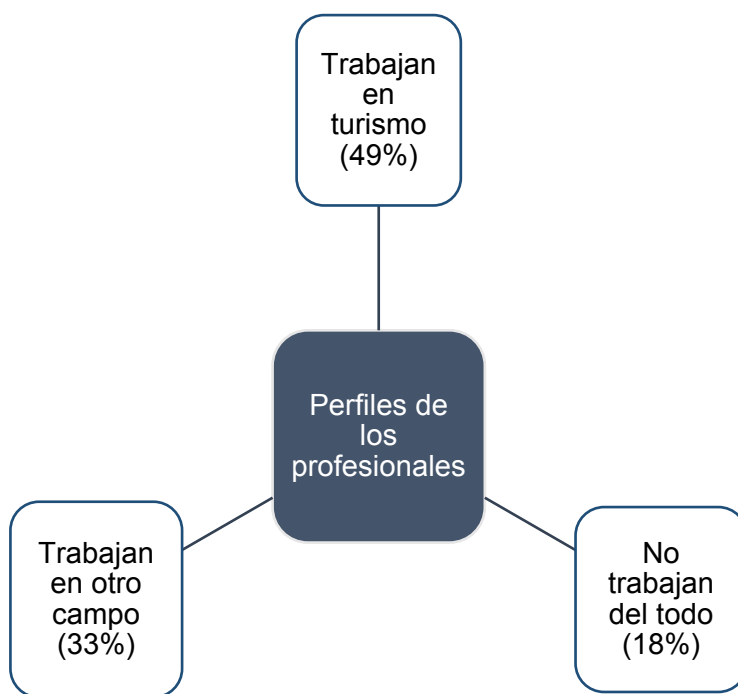 Trabajan
en
turismo
(49%)
Perfiles de
los
profesionales
Trabajan
en otro
campo
(33%)
No
trabajan
del todo
(18%)